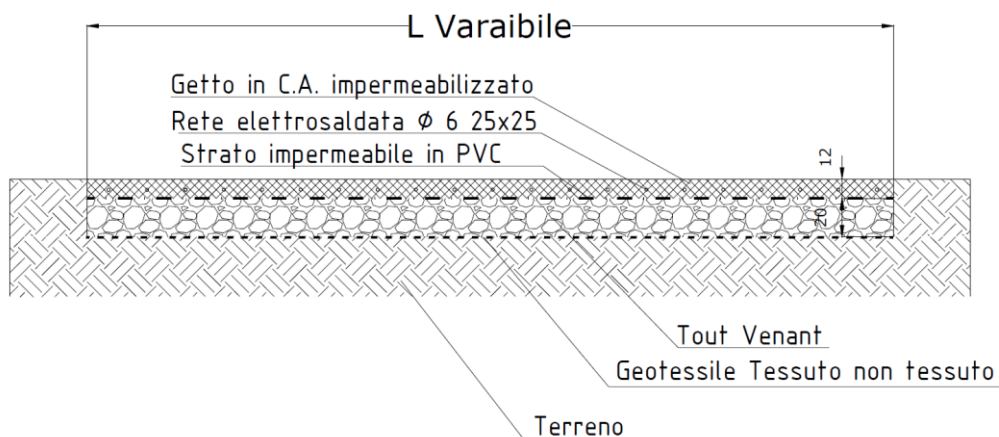 L Varaibile
Getto in C.A. impermeabilizzato
Rete elettrosaldata ϕ 6 25x25
Strato impermeabile in PVC
12
20
Tout Venant
Geotessile Tessuto non tessuto
Terreno